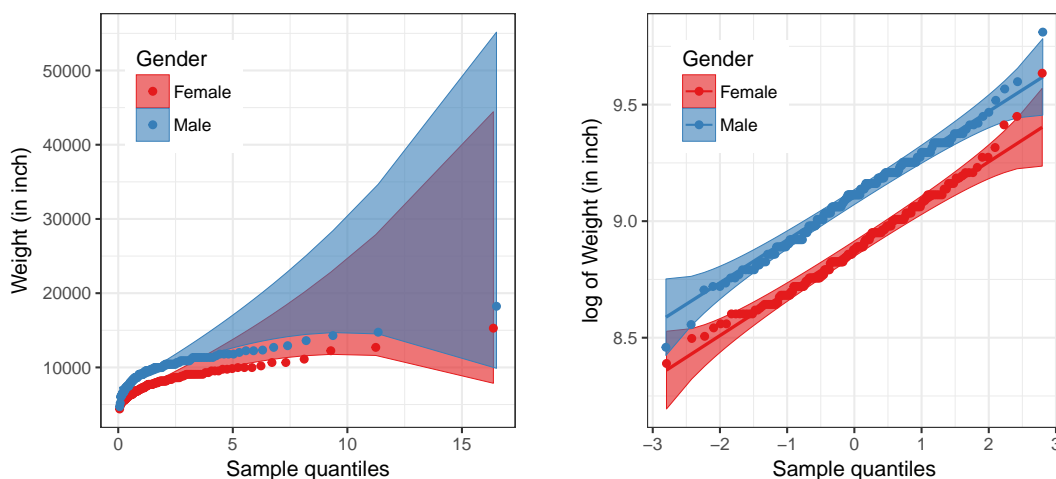 Weight (in inch)
50000
40000
30000
20000
10000
Gender
Female
Male
0
5
10
15
Sample quantiles
log of Weight (in inch)
9.5
9.0
8.5
Gender
Female
Male
−3
−2
−1
0
1
2
3
Sample quantiles